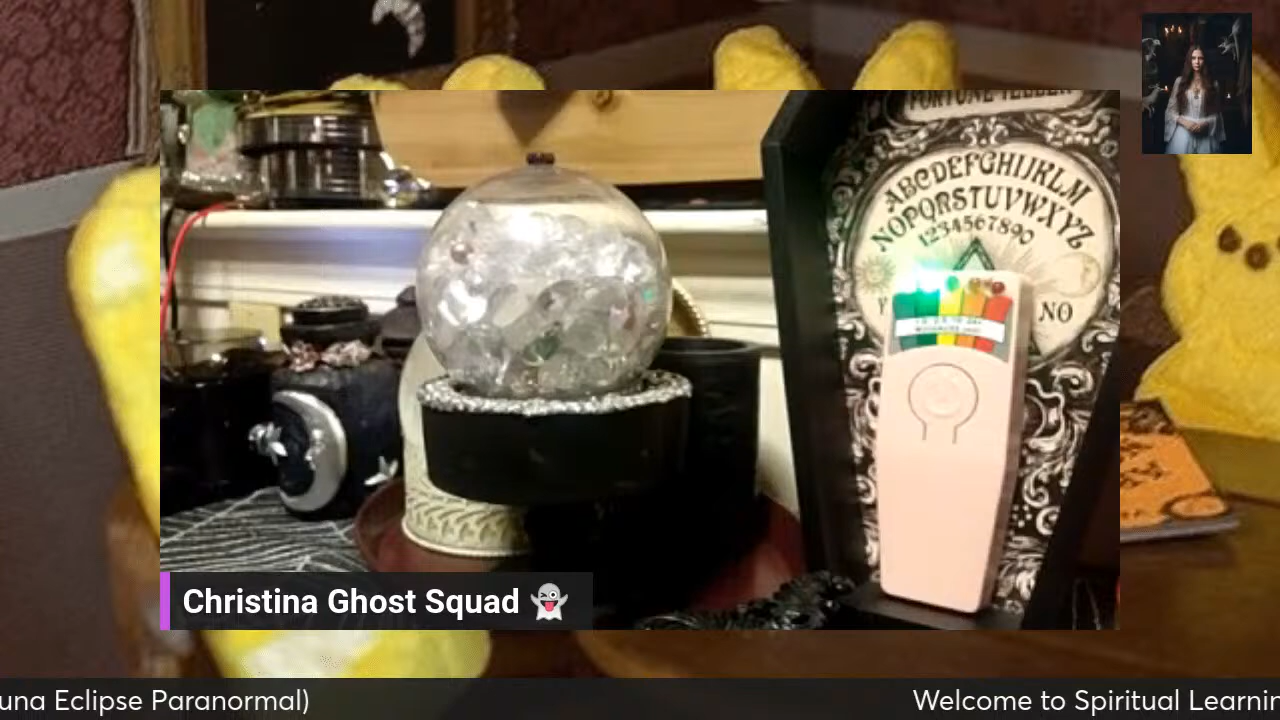 FORTUNE TELLER
ABCDEFGHIJKLM
NOPQRSTUVWXYZ
1234567890
NO
Christina Ghost Squad 👻
una Eclipse Paranormal)
Welcome to Spiritual Learnin